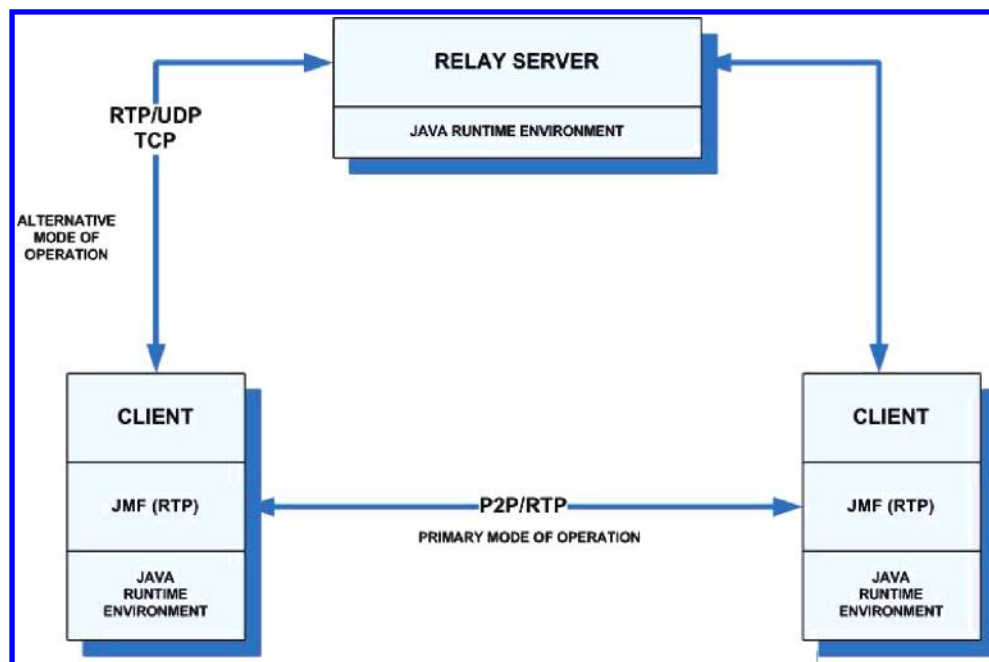 RELAY SERVER
JAVA RUNTIME ENVIRONMENT
RTP/UDP
TCP
ALTERNATIVE
MODE OF
OPERATION
CLIENT
JMF (RTP)
JAVA
RUNTIME
ENVIRONMENT
P2P/RTP
PRIMARY MODE OF OPERATION
CLIENT
JMF (RTP)
JAVA
RUNTIME
ENVIRONMENT